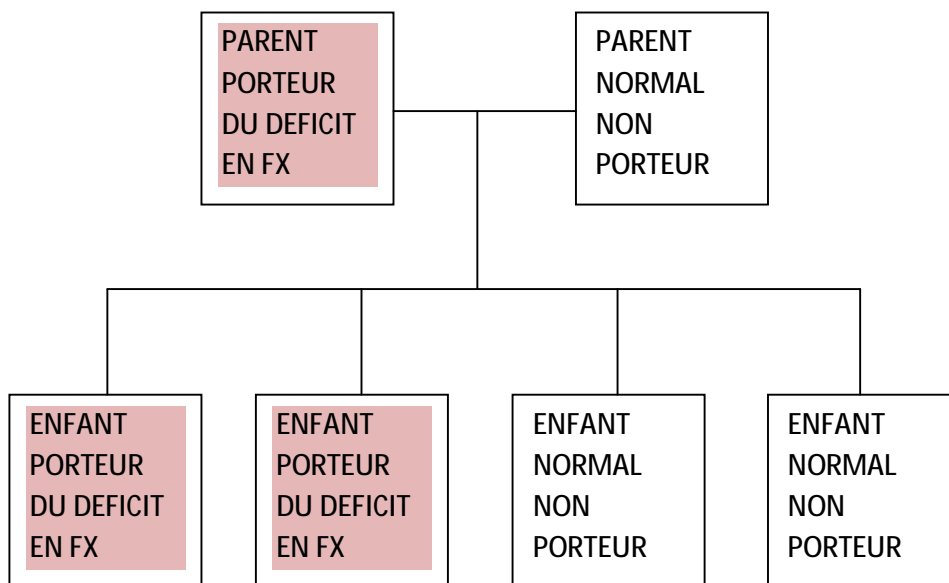 PARENT
PORTEUR
DU DEFICIT
EN FX
PARENT
NORMAL
NON
PORTEUR
ENFANT
PORTEUR
DU DEFICIT
EN FX
ENFANT
PORTEUR
DU DEFICIT
EN FX
ENFANT
NORMAL
NON
PORTEUR
ENFANT
NORMAL
NON
PORTEUR